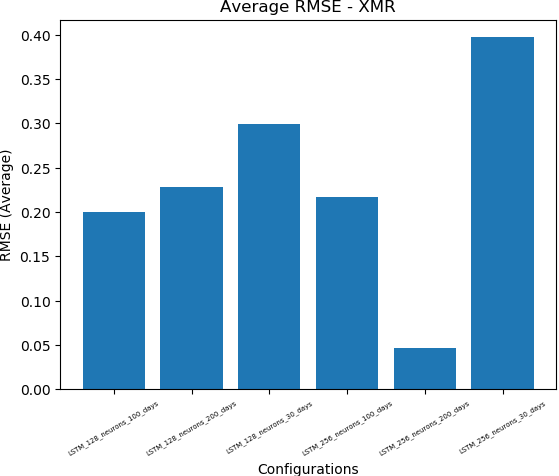 Average RMSE - XMR
RMSE (Average)
0.40
0.35
0.30
0.25
0.20
0.15
0.10
0.05
0.00
LSTM_128_neurons_100_days
LSTM_128_neurons_200_days
LSTM_128_neurons_30_days
LSTM_256_neurons_100_days
LSTM_256_neurons_200_days
LSTM_256_neurons_30_days
Configurations